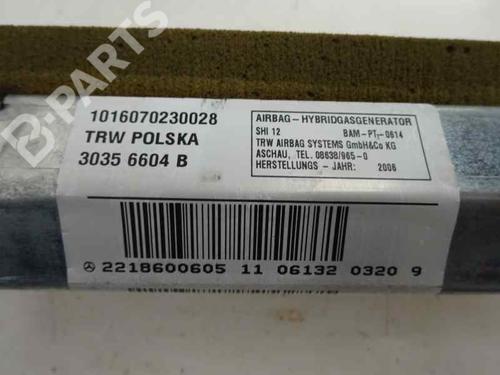 B-PARTS
1016070230028
TRW POLSKA
3035 6604 B
AIRBAG-HYBRIDGASGENERATOR
SHI 12 BAM-PT₁-0614
TRW AIRBAG SYSTEMS GmbH&Co KG
ASCHAU, TEL. 08638/965-0
HERSTELLUNGS - JAHR: 2006
2218600605 11 06132 0320 9